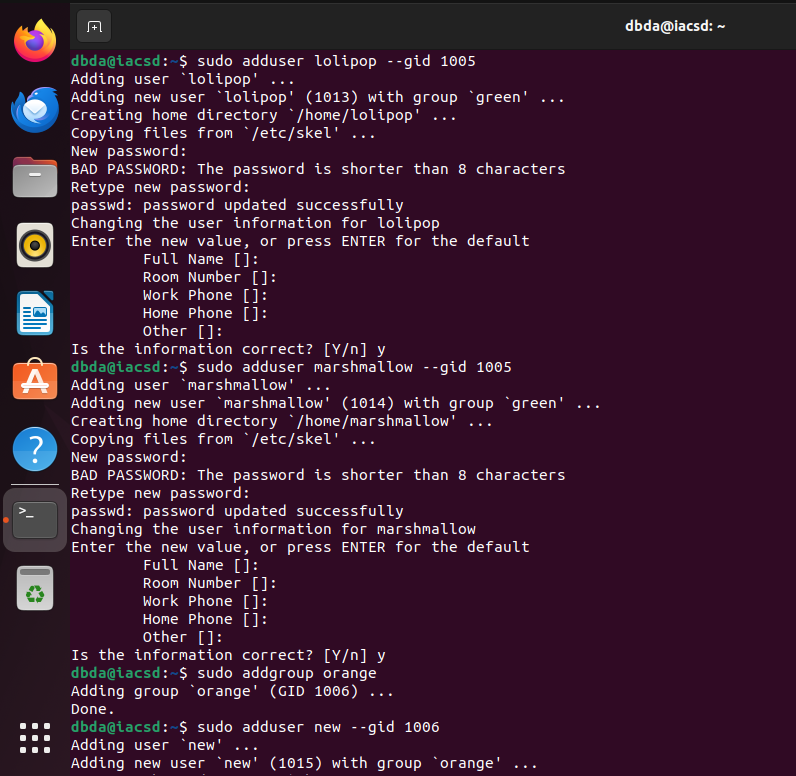 dbda@iacsd: ~
dbda@iacsd:~$ sudo adduser lolipop --gid 1005
Adding user `lolipop' ...
Adding new user `lolipop' (1013) with group `green' ...
Creating home directory `/home/lolipop' ...
Copying files from `/etc/skel' ...
New password:
BAD PASSWORD: The password is shorter than 8 characters
Retype new password:
passwd: password updated successfully
Changing the user information for lolipop
Enter the new value, or press ENTER for the default
        Full Name []:
        Room Number []:
        Work Phone []:
        Home Phone []:
        Other []:
Is the information correct? [Y/n] y
dbda@iacsd:~$ sudo adduser marshmallow --gid 1005
Adding user `marshmallow' ...
Adding new user `marshmallow' (1014) with group `green' ...
Creating home directory `/home/marshmallow' ...
Copying files from `/etc/skel' ...
New password:
BAD PASSWORD: The password is shorter than 8 characters
Retype new password:
passwd: password updated successfully
Changing the user information for marshmallow
Enter the new value, or press ENTER for the default
        Full Name []:
        Room Number []:
        Work Phone []:
        Home Phone []:
        Other []:
Is the information correct? [Y/n] y
dbda@iacsd:~$ sudo addgroup orange
Adding group `orange' (GID 1006) ...
Done.
dbda@iacsd:~$ sudo adduser new --gid 1006
Adding user `new' ...
Adding new user `new' (1015) with group `orange' ...